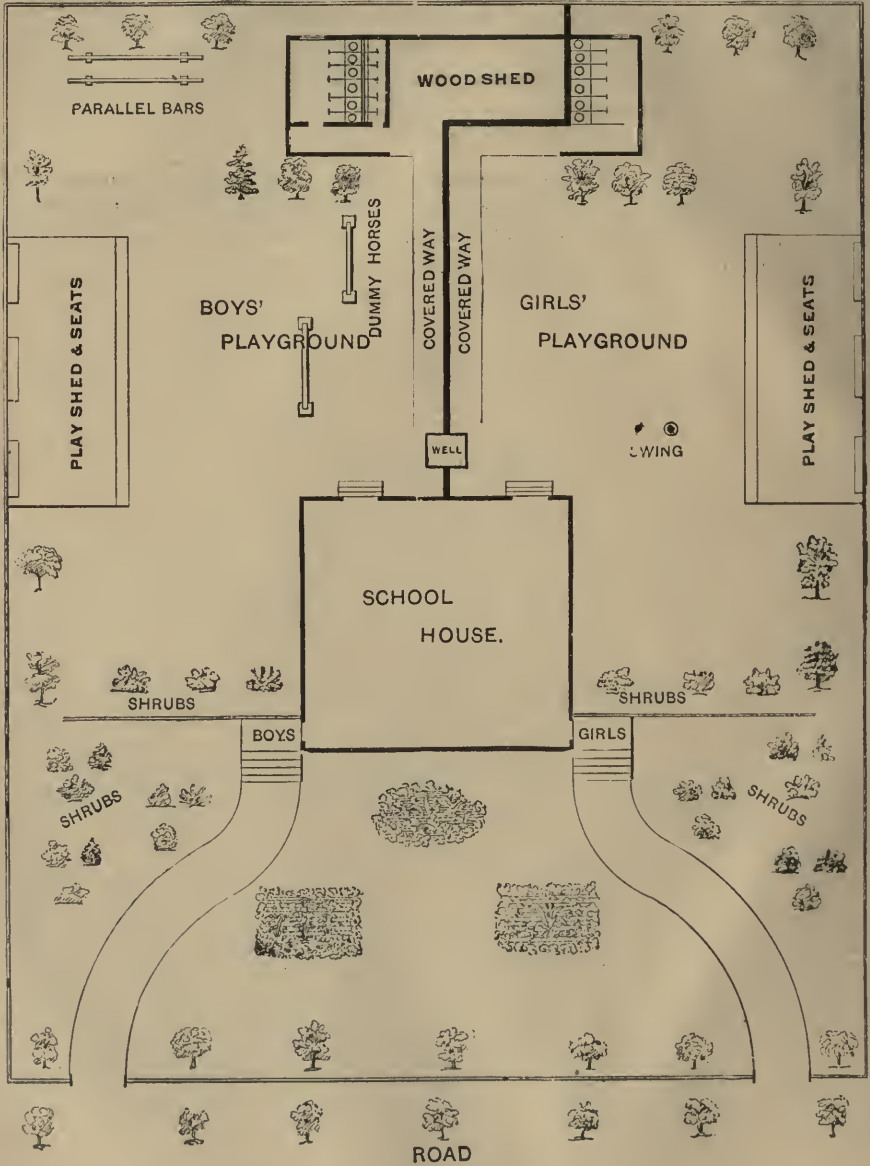 WOOD SHED
PARALLEL BARS
DUMMY HORSES
COVERED WAY
COVERED WAY
PLAY SHED & SEATS
BOYS'
PLAYGROUND
GIRLS'
PLAYGROUND
PLAY SHED & SEATS
WELL
SCHOOL
HOUSE.
SHRUBS
SHRUBS
BOYS
GIRLS
SHRUBS
SHRUBS
ROAD